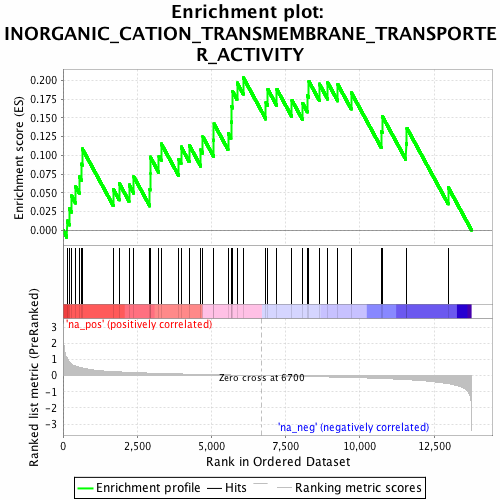 Enrichment plot:
INORGANIC_CATION_TRANSMEMBRANE_TRANSPORTE
R_ACTIVITY
Enrichment score (ES)
0.200
0.175
0.150
0.125
0.100
0.075
0.050
0.025
0.000
Ranked list metric (PreRanked)
'na_pos' (positively correlated)
3
2
1
0
-1
-2
-3
Zero cross at 6700
'na_neg' (negatively correlated)
0
2,500
5,000
7,500
10,000
12,500
Rank in Ordered Dataset
Enrichment profile
Hits
Ranking metric scores